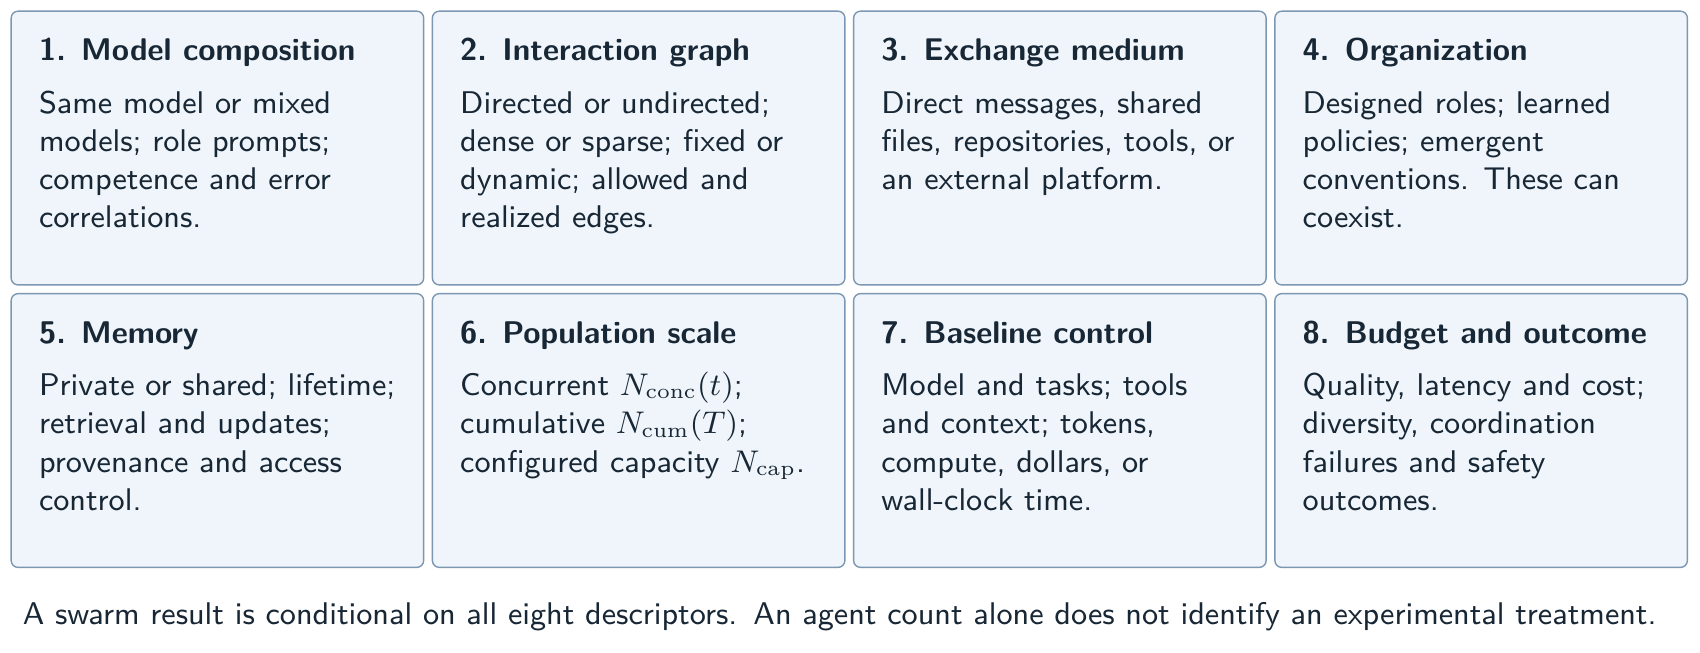 1. Model composition
Same model or mixed
models; role prompts;
competence and error
correlations.
2. Interaction graph
Directed or undirected;
dense or sparse; fixed or
dynamic; allowed and
realized edges.
3. Exchange medium
Direct messages, shared
files, repositories, tools, or
an external platform.
4. Organization
Designed roles; learned
policies; emergent
conventions. These can
coexist.
5. Memory
Private or shared; lifetime;
retrieval and updates;
provenance and access
control.
6. Population scale
Concurrent N_conc(t);
cumulative N_cum(T);
configured capacity N_cap.
7. Baseline control
Model and tasks; tools
and context; tokens,
compute, dollars, or
wall-clock time.
8. Budget and outcome
Quality, latency and cost;
diversity, coordination
failures and safety
outcomes.
A swarm result is conditional on all eight descriptors. An agent count alone does not identify an experimental treatment.